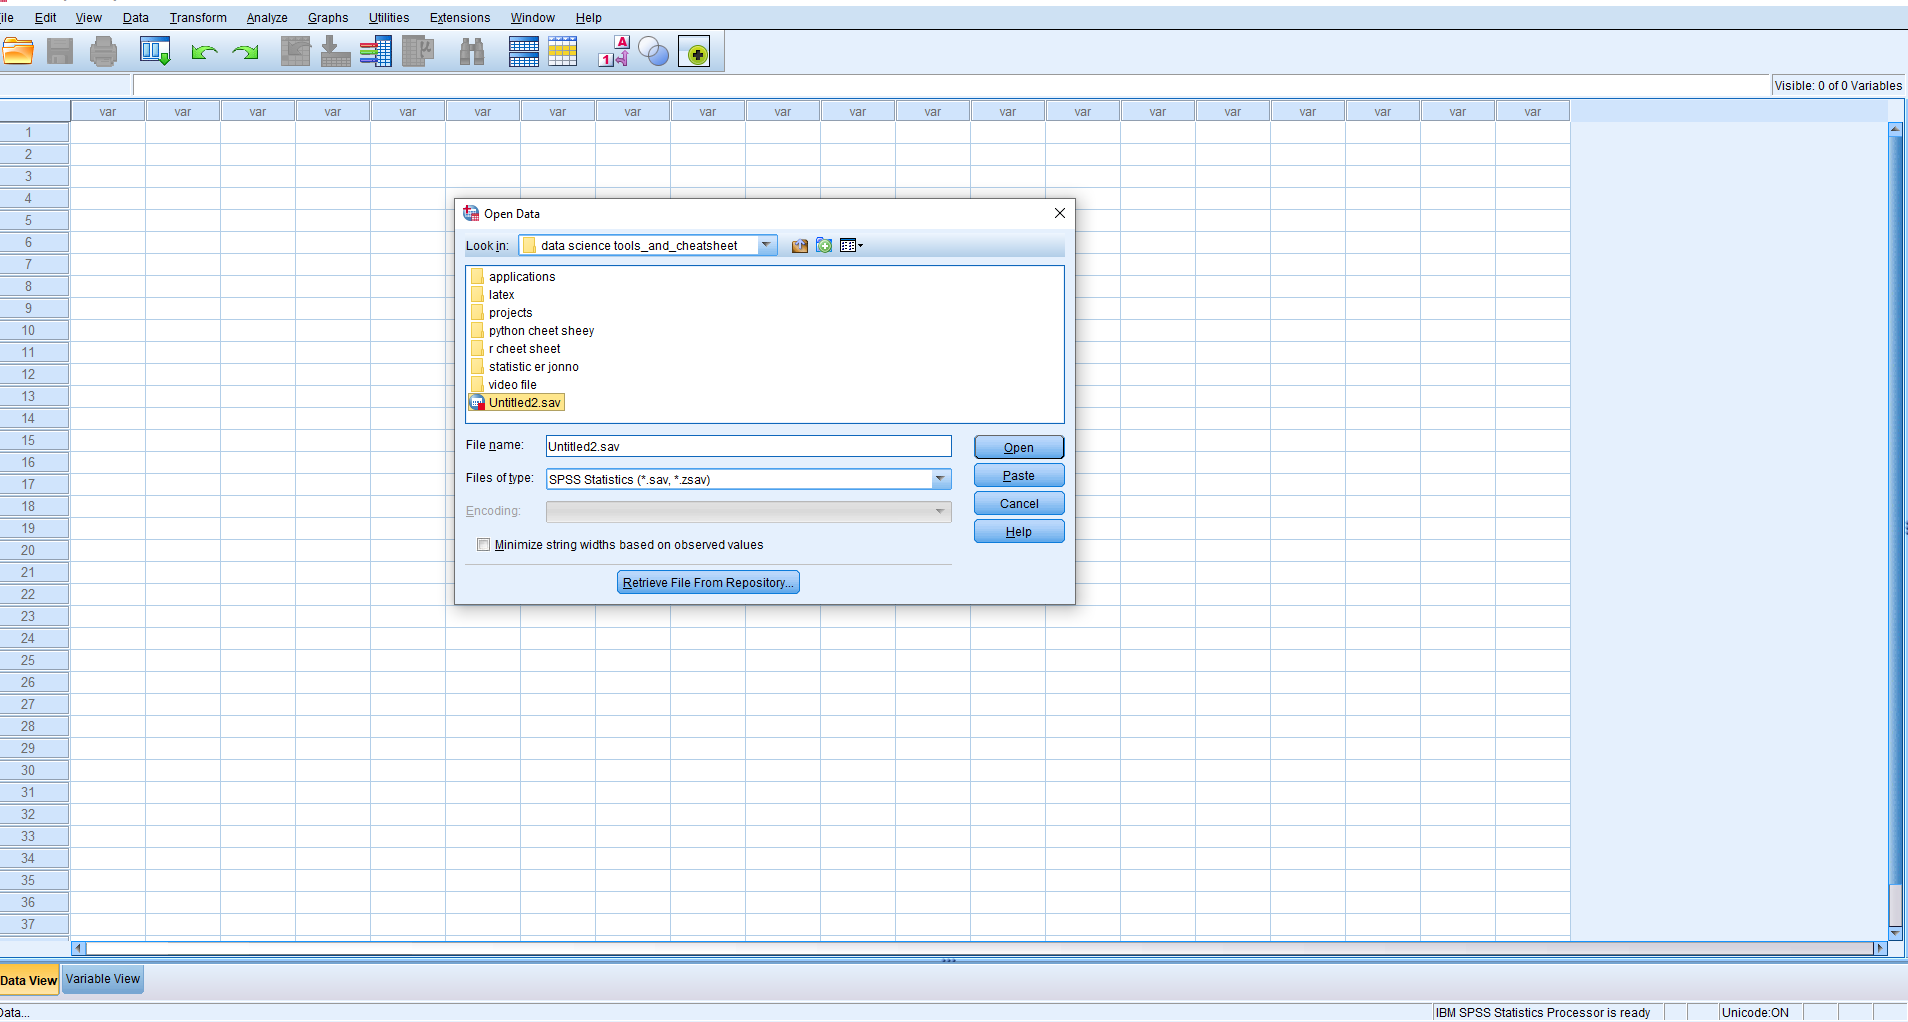 ile Edit View Data Transform Analyze Graphs Utilities Extensions Window Help
A
1
Visible: 0 of 0 Variables
var var var var var var var var var var var var var var var var var var var var
1
2
3
4
Open Data
5
6
Look in: data science tools_and_cheatsheet
7
applications
8
latex
9
projects
10
python cheet sheey
11
r cheet sheet
12
statistic er jonno
13
video file
Untitled2.sav
14
15
File name: Untitled2.sav Open
16
17
Files of type: SPSS Statistics (*.sav, *.zsav) Paste
18
Encoding: Cancel
19
Help
20
Minimize string widths based on observed values
21
22
Retrieve File From Repository...
23
24
25
26
27
28
29
30
31
32
33
34
35
36
37
Data View Variable View
Data... IBM SPSS Statistics Processor is ready Unicode:ON